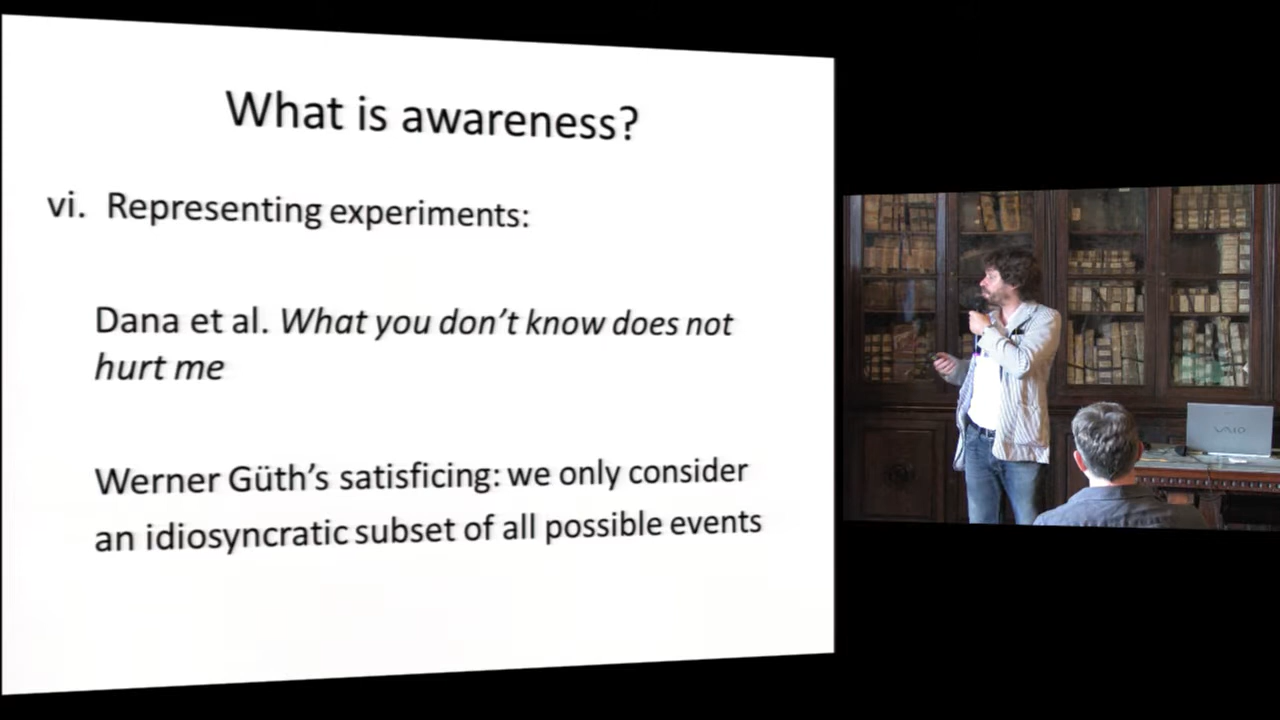 What is awareness?
vi. Representing experiments:
Dana et al. What you don't know does not
hurt me
Werner Güth's satisficing: we only consider
an idiosyncratic subset of all possible events
VAIO